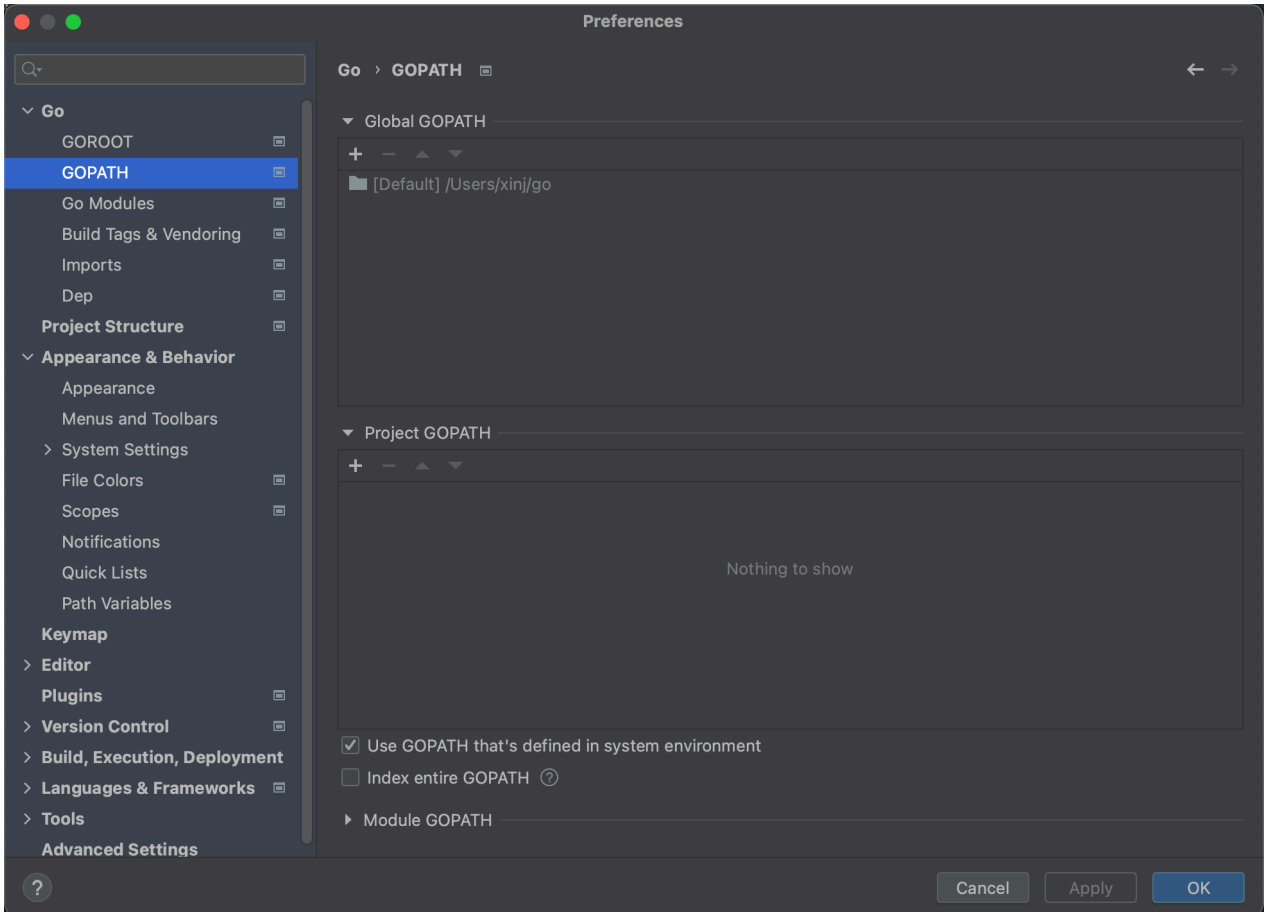 Preferences
Go
GOROOT
GOPATH
Go Modules
Build Tags & Vendoring
Imports
Dep
Project Structure
Appearance & Behavior
Appearance
Menus and Toolbars
System Settings
File Colors
Scopes
Notifications
Quick Lists
Path Variables
Keymap
Editor
Plugins
Version Control
Build, Execution, Deployment
Languages & Frameworks
Tools
Advanced Settings
?
Go › GOPATH
Global GOPATH
[Default] /Users/xinj/go
Project GOPATH
Nothing to show
Use GOPATH that's defined in system environment
Index entire GOPATH ?
Module GOPATH
Cancel Apply OK